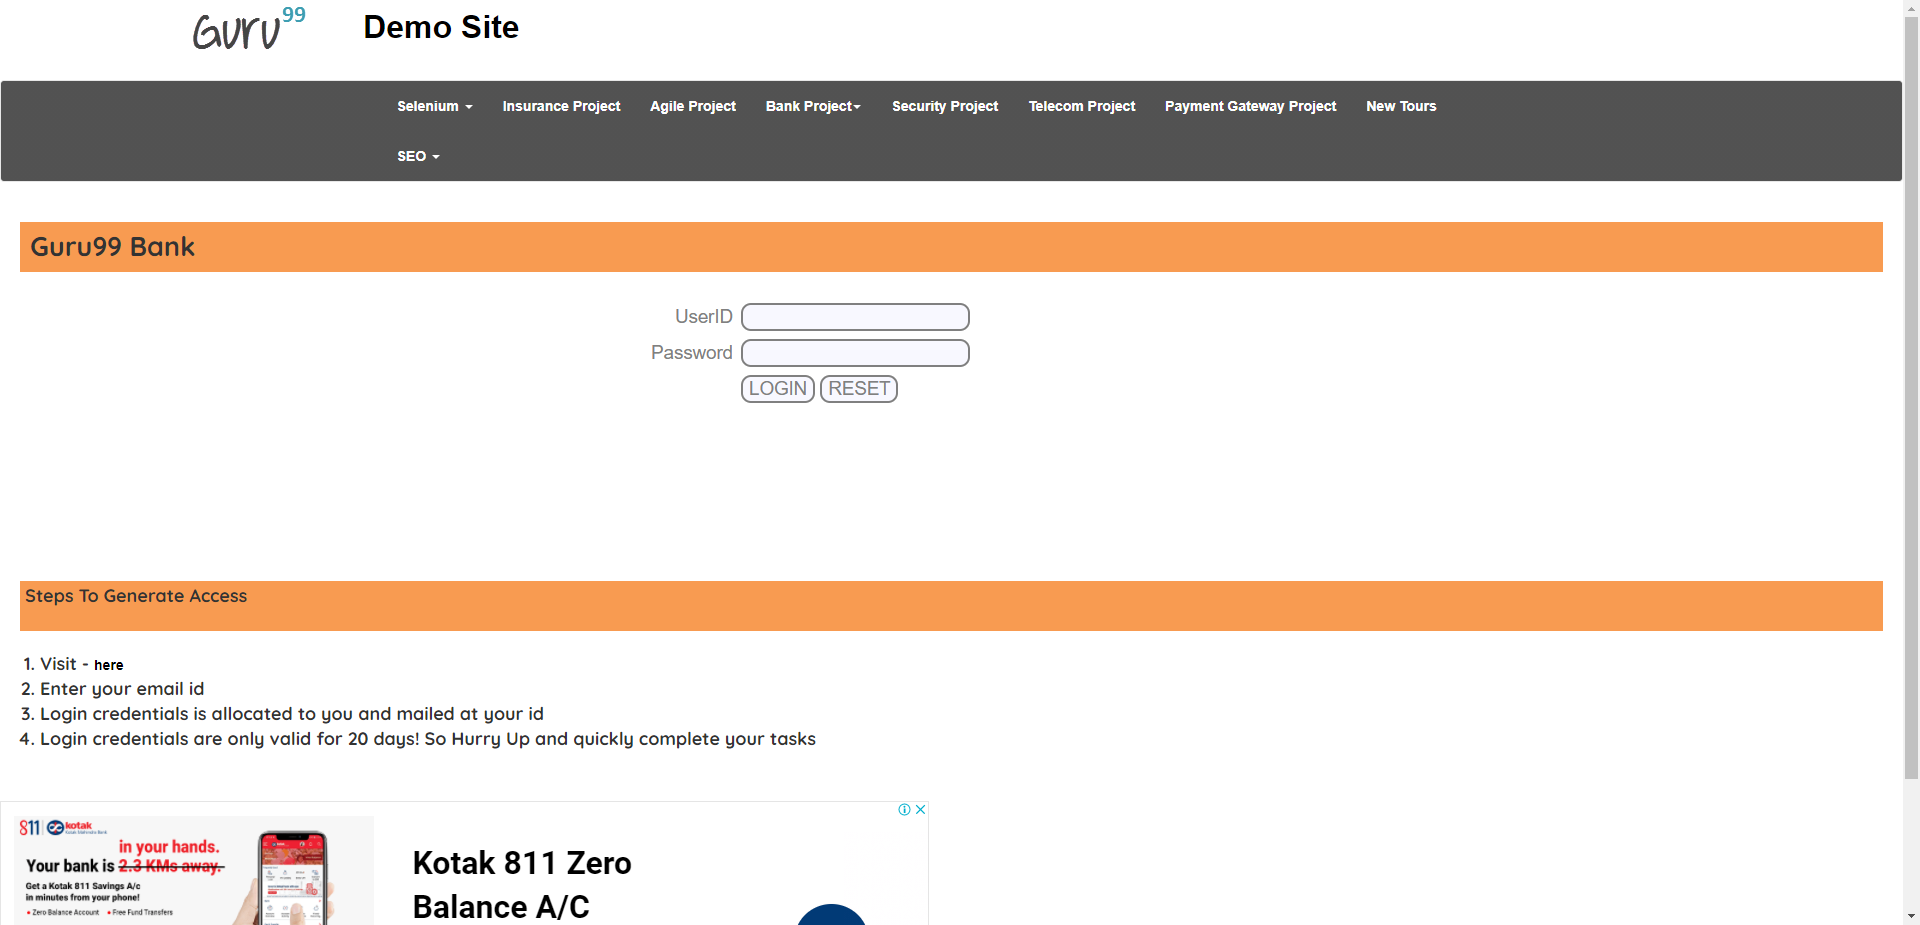 Guru99 Demo Site
Selenium Insurance Project Agile Project Bank Project Security Project Telecom Project Payment Gateway Project New Tours
SEO
Guru99 Bank
UserID
Password
LOGIN RESET
Steps To Generate Access
1. Visit - here
2. Enter your email id
3. Login credentials is allocated to you and mailed at your id
4. Login credentials are only valid for 20 days! So Hurry Up and quickly complete your tasks
811 kotak
Kotak Mahindra Bank
in your hands.
Your bank is 2.3 KMs away.
Get a Kotak 811 Savings A/c
in minutes from your phone!
• Zero Balance Account • Free Fund Transfers
Kotak 811 Zero
Balance A/C